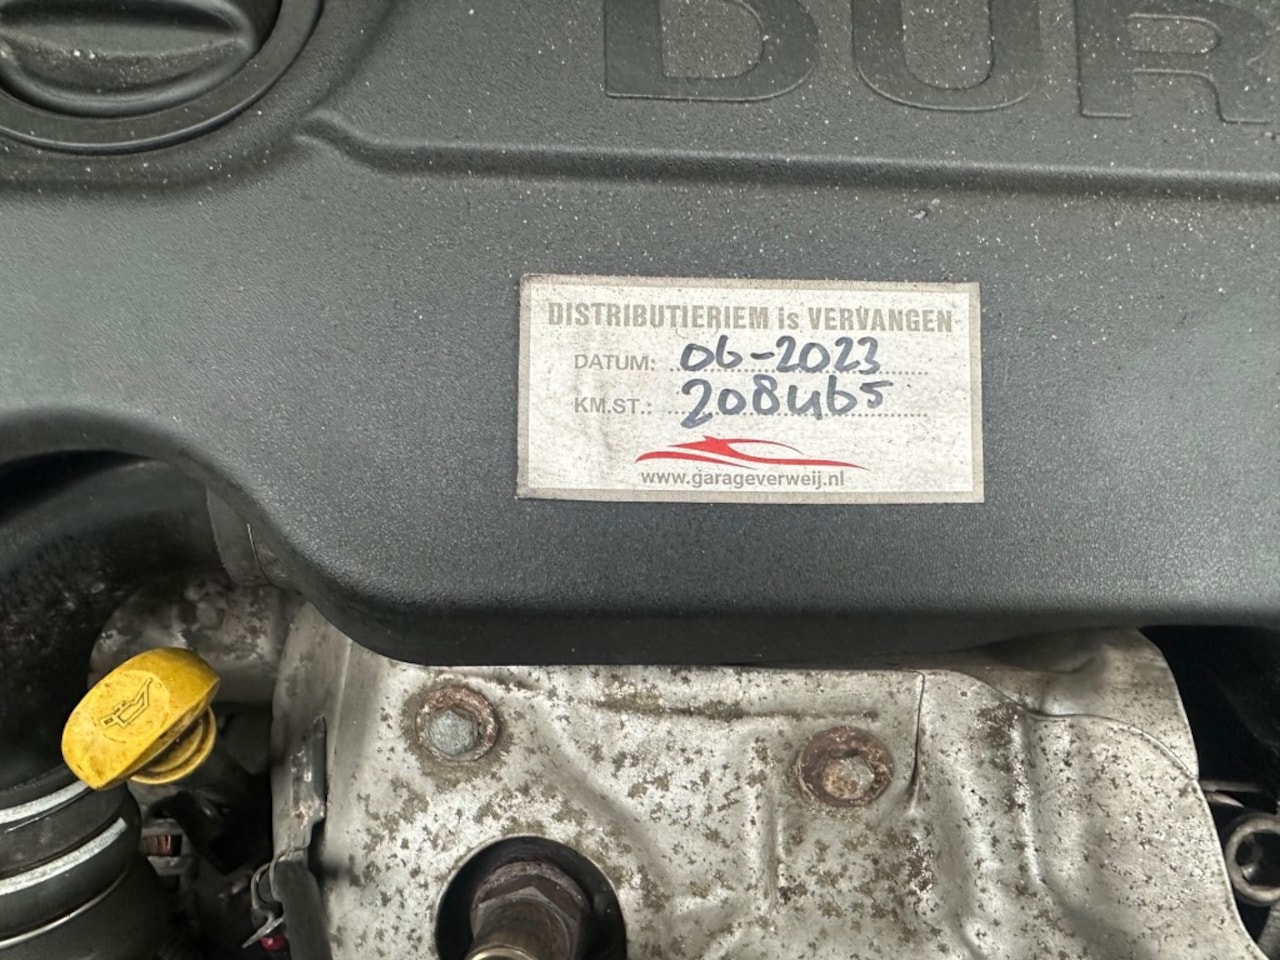 DUR
DISTRIBUTIERIEM is VERVANGEN
DATUM: 06-2023
KM.ST.: 208465
www.garageverweij.nl